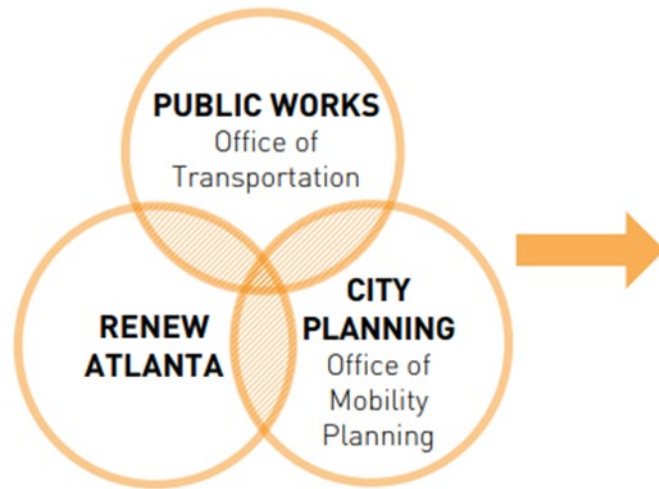 PUBLIC WORKS
Office of
Transportation
RENEW
ATLANTA
CITY
PLANNING
Office of
Mobility
Planning